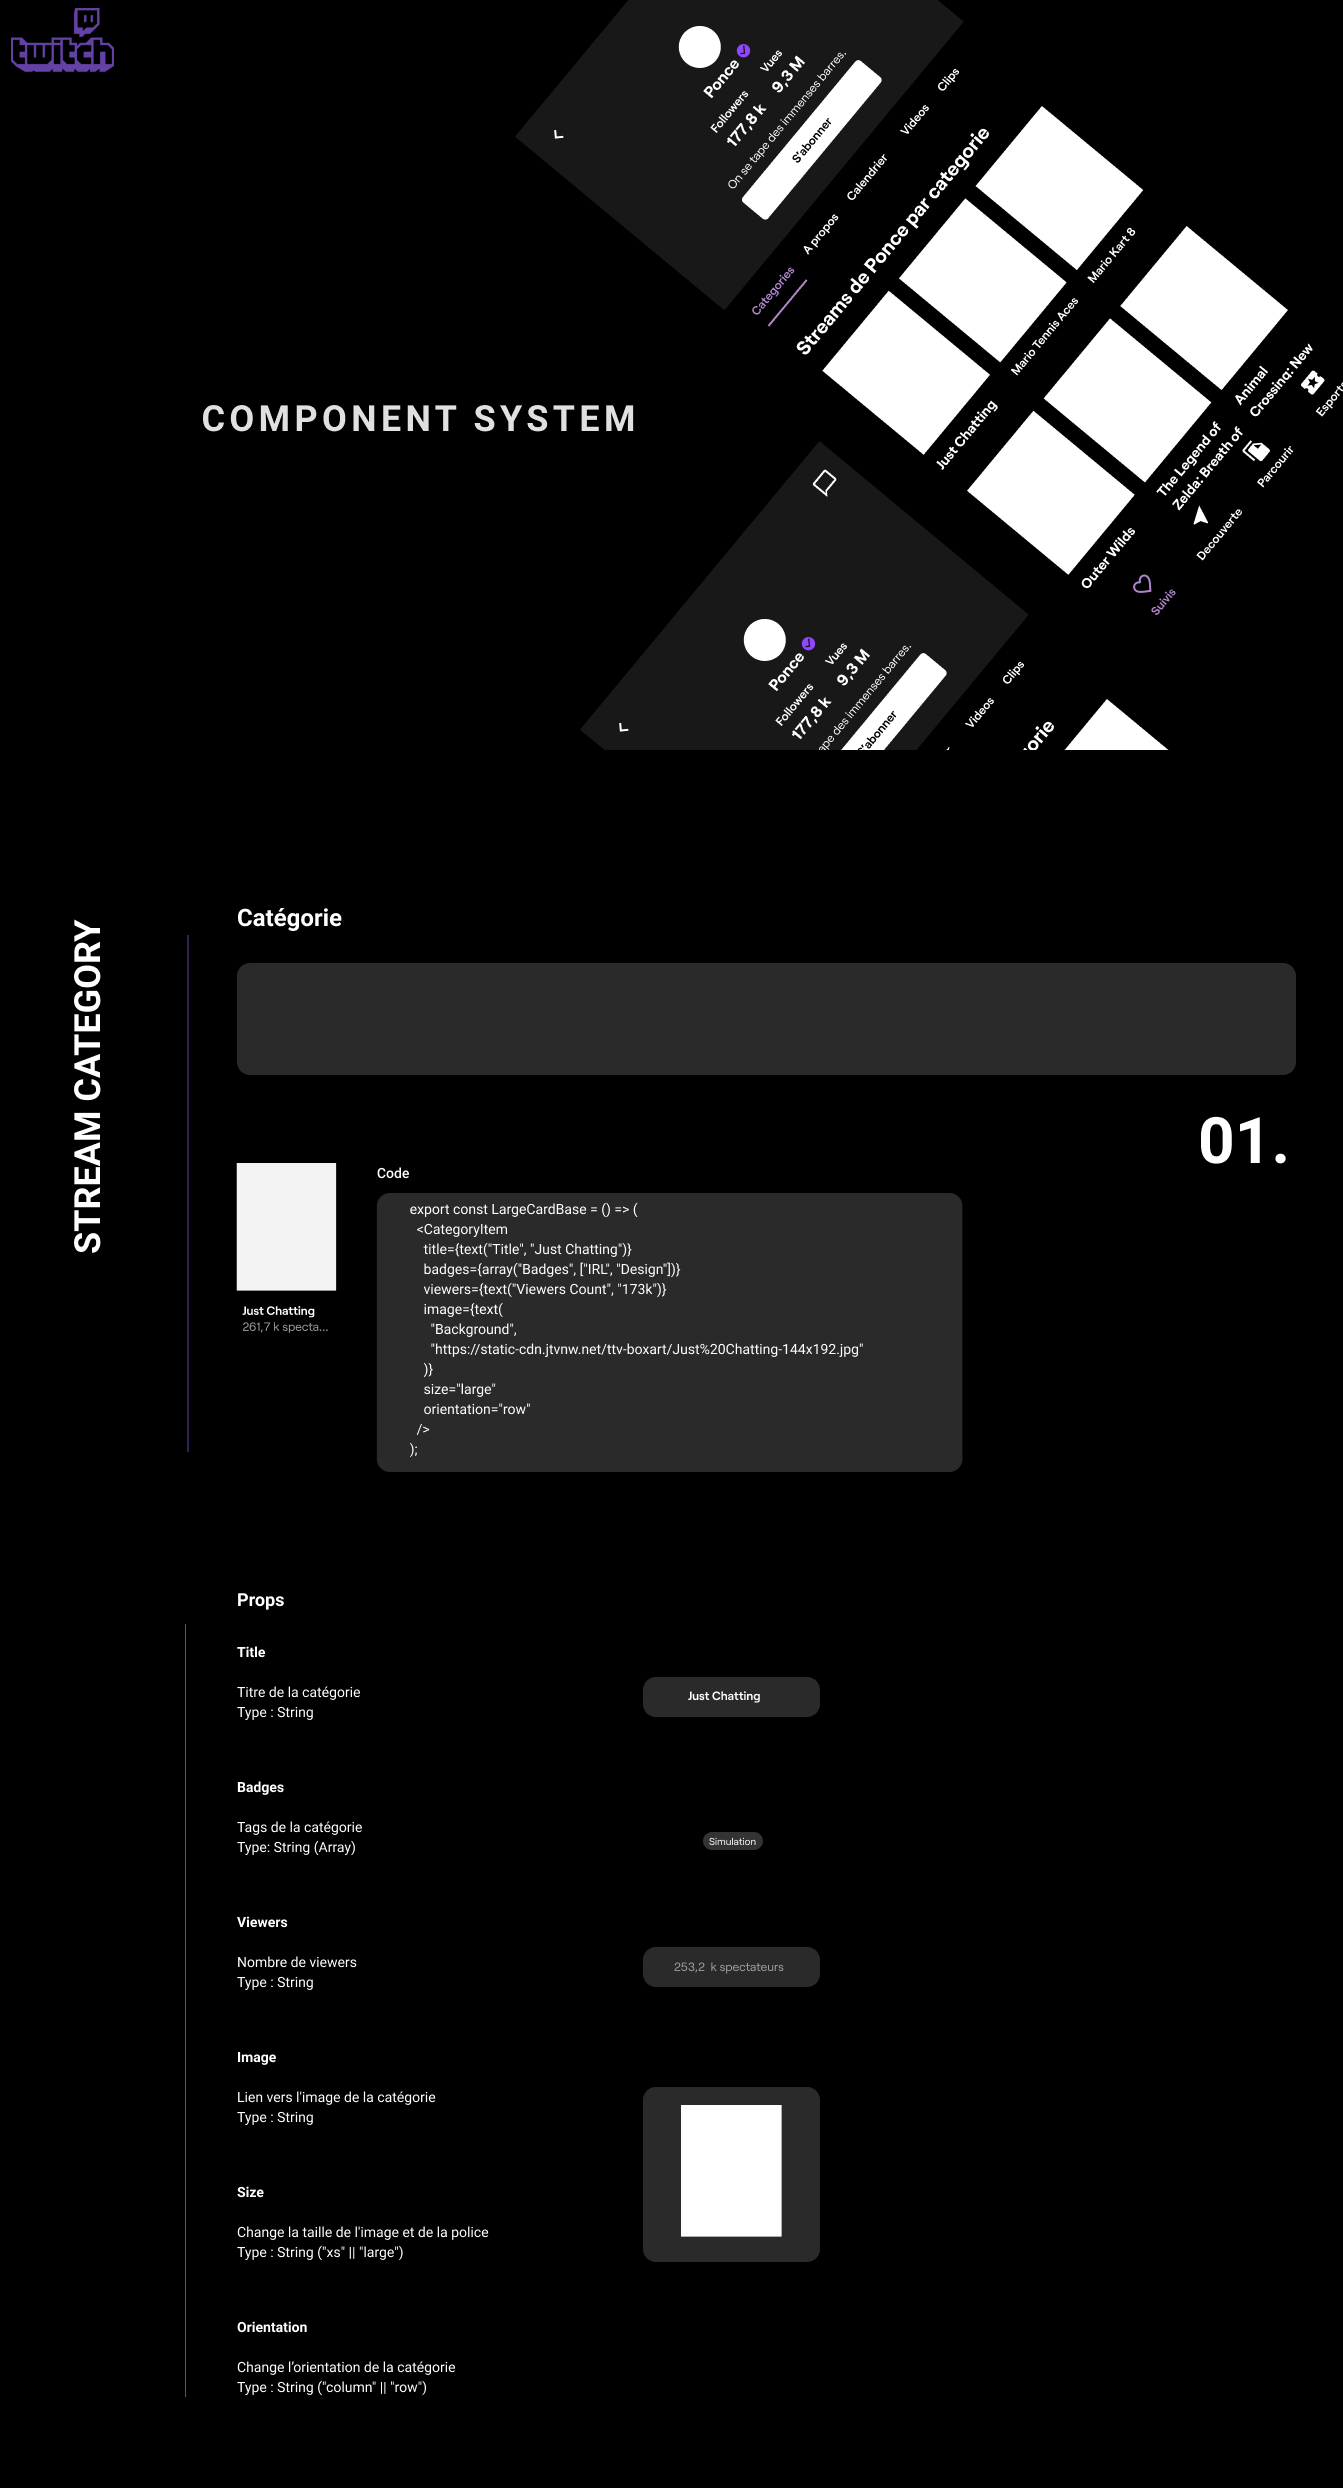 twitch
Ponce
Followers
Vues
177,8 k
9,3 M
On se tape des immenses barres.
S'abonner
Categories
A propos
Calendrier
Videos
Clips
Streams de Ponce par categorie
Just Chatting
Mario Tennis Aces
Mario Kart 8
Outer Wilds
The Legend of
Zelda: Breath of
Animal
Crossing: New
Suivis
Decouverte
Parcourir
Esports
COMPONENT SYSTEM
Ponce
Followers
Vues
177,8 k
9,3 M
ape des immenses barres.
S'abonner
Videos
Clips
orie
STREAM CATEGORY
Catégorie
01.
Just Chatting
261,7 k specta...
Code
export const LargeCardBase = () => (
<CategoryItem
title={text("Title", "Just Chatting")}
badges={array("Badges", ["IRL", "Design"])}
viewers={text("Viewers Count", "173k")}
image={text(
"Background",
"https://static-cdn.jtvnw.net/ttv-boxart/Just%20Chatting-144x192.jpg"
)}
size="large"
orientation="row"
/>
);
Props
Title
Titre de la catégorie
Type : String
Just Chatting
Badges
Tags de la catégorie
Type: String (Array)
Simulation
Viewers
Nombre de viewers
Type : String
253,2 k spectateurs
Image
Lien vers l'image de la catégorie
Type : String
Size
Change la taille de l'image et de la police
Type : String ("xs" || "large")
Orientation
Change l'orientation de la catégorie
Type : String ("column" || "row")